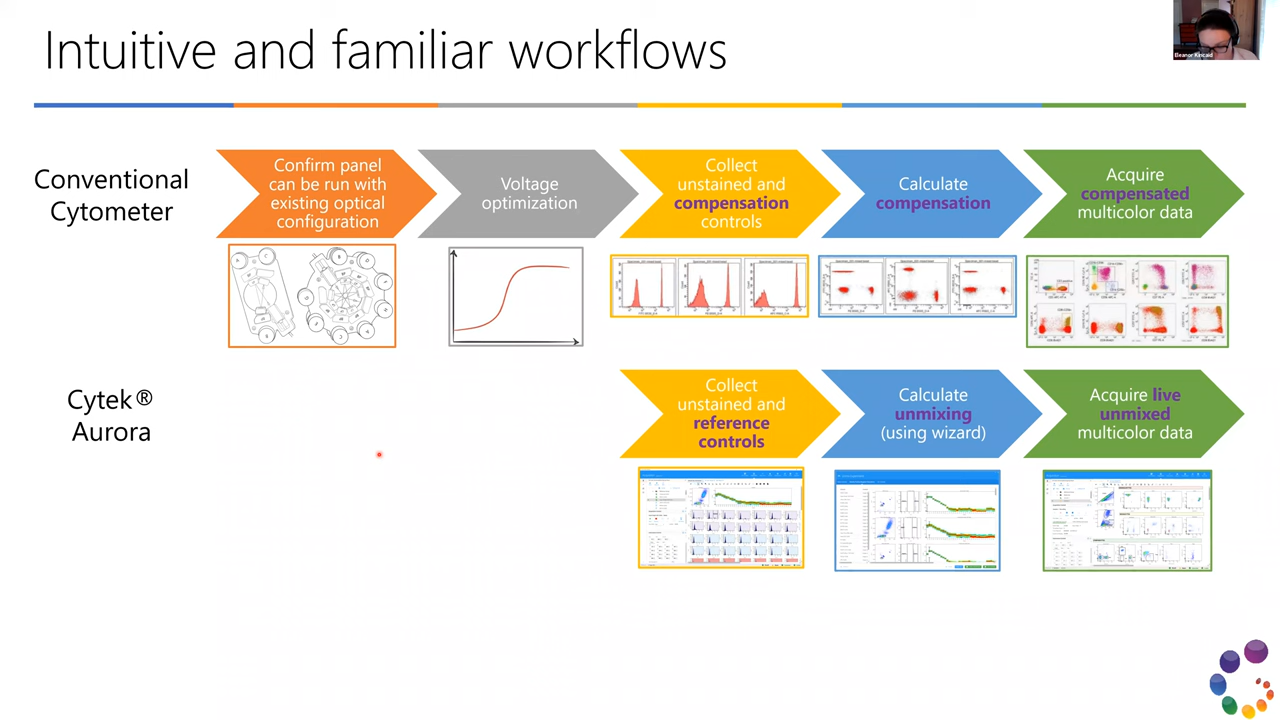 Intuitive and familiar workflows
Eleanor Kincaid
Conventional
Cytometer
Confirm panel
can be run with
existing optical
configuration
Voltage
optimization
Collect
unstained and
compensation
controls
Calculate
compensation
Acquire
compensated
multicolor data
Cytek®
Aurora
Collect
unstained and
reference
controls
Calculate
unmixing
(using wizard)
Acquire live
unmixed
multicolor data